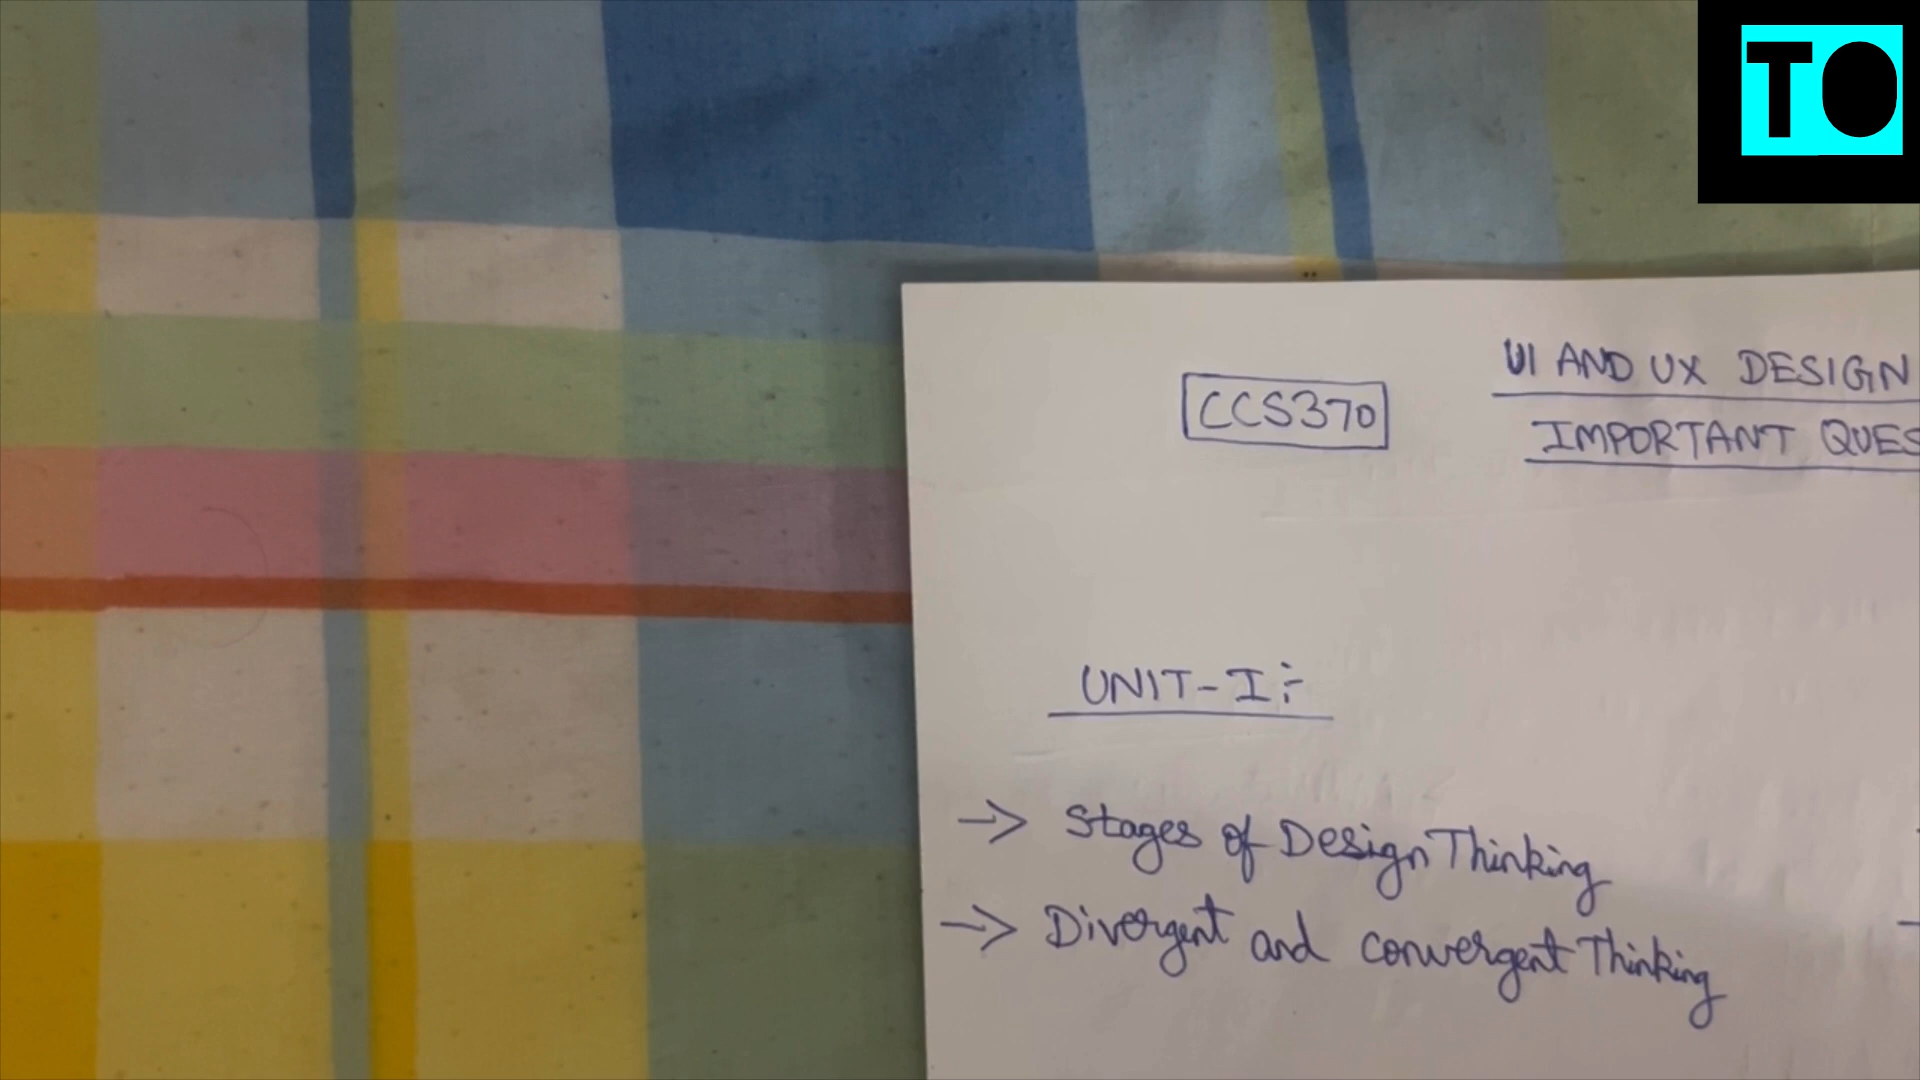 TO
UI AND UX DESIGN
CCS370
IMPORTANT QUES
UNIT-I:-
→ Stages of Design Thinking
→ Divergent and convergent Thinking